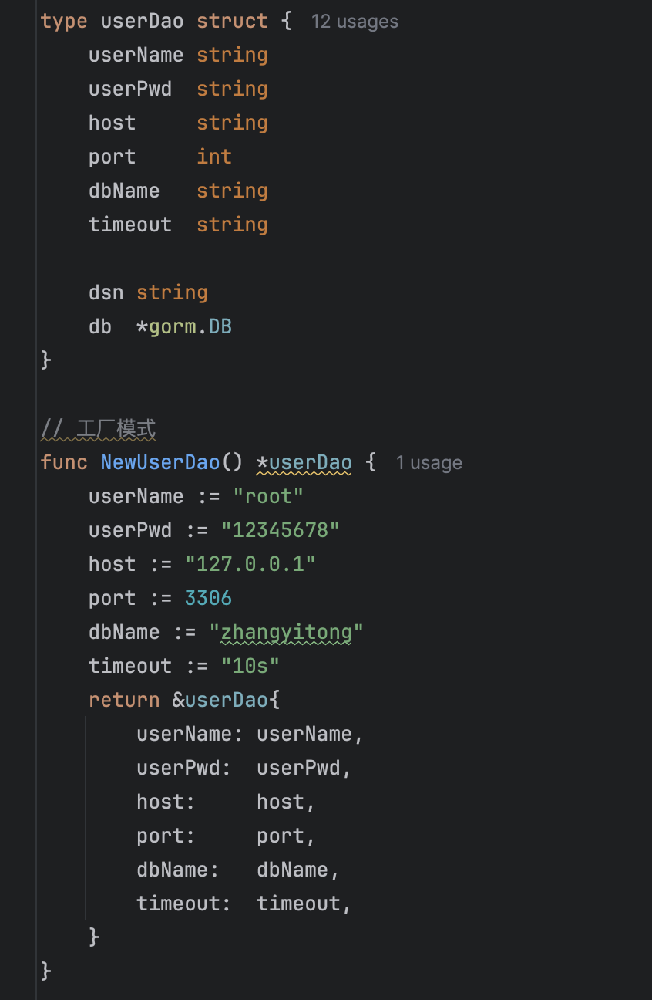 type userDao struct { 12 usages
userName string
userPwd string
host string
port int
dbName string
timeout string
dsn string
db *gorm.DB
}
// 工厂模式
func NewUserDao() *userDao { 1 usage
userName := "root"
userPwd := "12345678"
host := "127.0.0.1"
port := 3306
dbName := "zhangyitong"
timeout := "10s"
return &userDao{
userName: userName,
userPwd: userPwd,
host: host,
port: port,
dbName: dbName,
timeout: timeout,
}
}